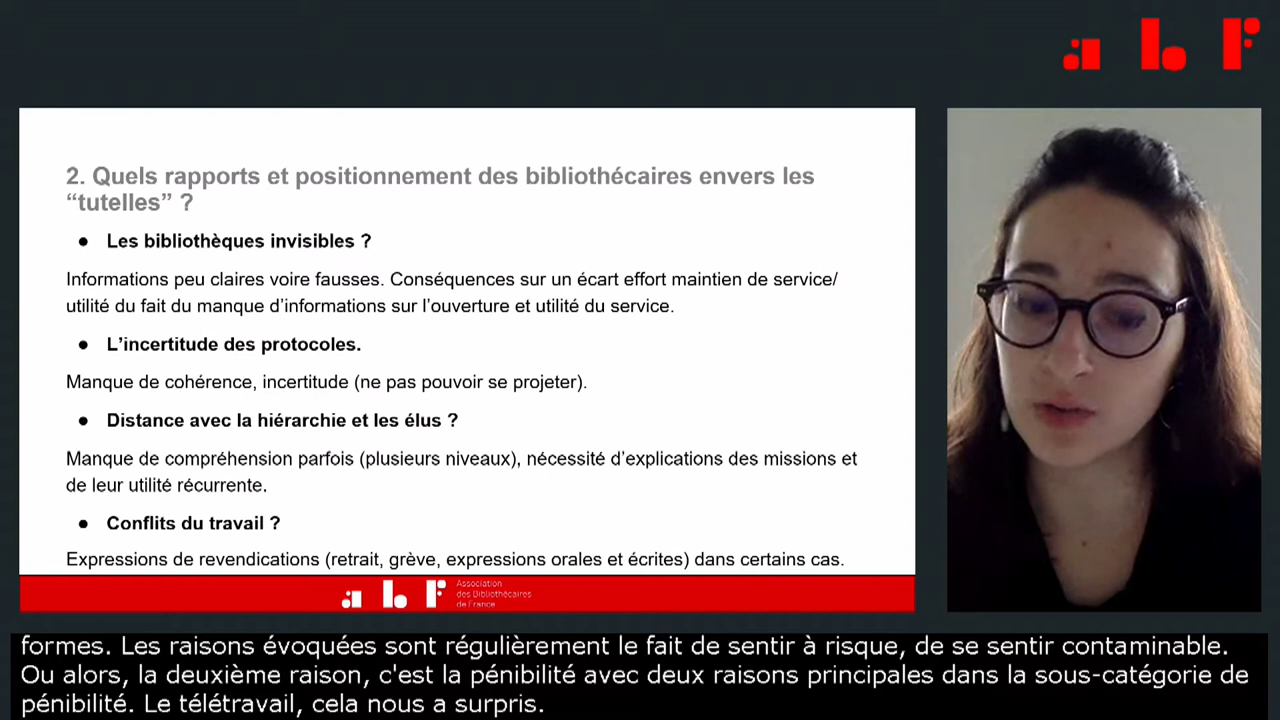 abf
2. Quels rapports et positionnement des bibliothécaires envers les
“tutelles” ?
● Les bibliothèques invisibles ?
Informations peu claires voire fausses. Conséquences sur un écart effort maintien de service/
utilité du fait du manque d’informations sur l’ouverture et utilité du service.
● L’incertitude des protocoles.
Manque de cohérence, incertitude (ne pas pouvoir se projeter).
● Distance avec la hiérarchie et les élus ?
Manque de compréhension parfois (plusieurs niveaux), nécessité d’explications des missions et
de leur utilité récurrente.
● Conflits du travail ?
Expressions de revendications (retrait, grève, expressions orales et écrites) dans certains cas.
abf
Association
des Bibliothécaires
de France
formes. Les raisons évoquées sont régulièrement le fait de sentir à risque, de se sentir contaminable.
Ou alors, la deuxième raison, c'est la pénibilité avec deux raisons principales dans la sous-catégorie de
pénibilité. Le télétravail, cela nous a surpris.